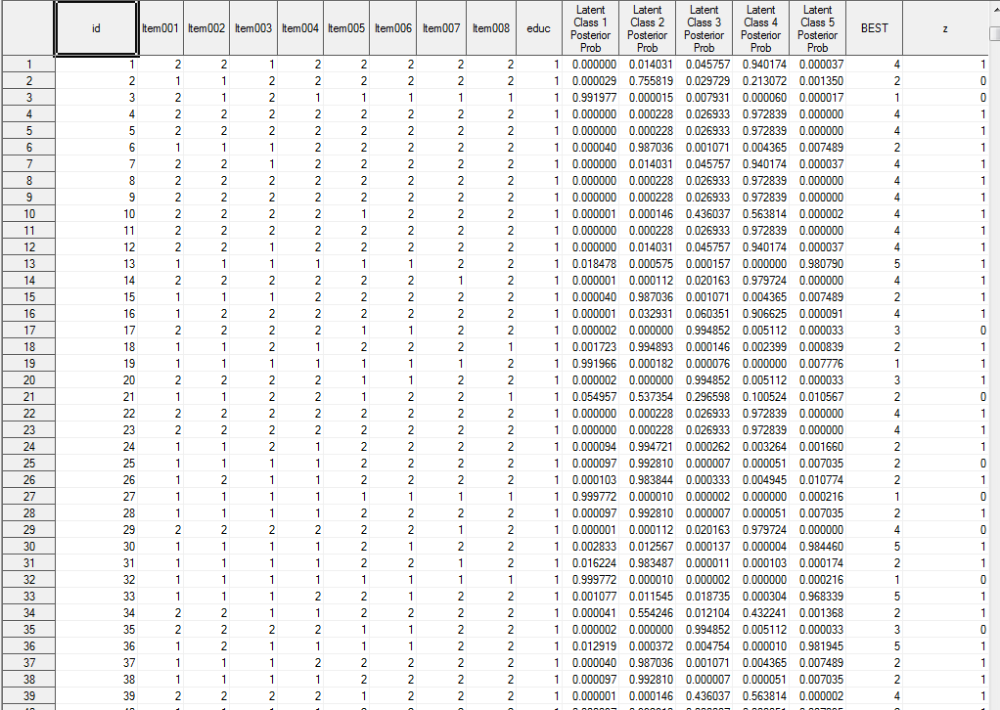 id Item001 Item002 Item003 Item004 Item005 Item006 Item007 Item008 educ Latent Class 1 Posterior Prob Latent Class 2 Posterior Prob Latent Class 3 Posterior Prob Latent Class 4 Posterior Prob Latent Class 5 Posterior Prob BEST z
1 1 2 2 1 2 2 2 2 2 1 0.000000 0.014031 0.045757 0.940174 0.000037 4 1
2 2 1 1 2 2 2 2 2 2 1 0.000029 0.755819 0.029729 0.213072 0.001350 2 0
3 3 2 1 2 1 1 1 1 1 1 0.991977 0.000015 0.007931 0.000060 0.000017 1 0
4 4 2 2 2 2 2 2 2 2 1 0.000000 0.000228 0.026933 0.972839 0.000000 4 1
5 5 2 2 2 2 2 2 2 2 1 0.000000 0.000228 0.026933 0.972839 0.000000 4 1
6 6 1 1 1 2 2 2 2 2 1 0.000040 0.987036 0.001071 0.004365 0.007489 2 1
7 7 2 2 1 2 2 2 2 2 1 0.000000 0.014031 0.045757 0.940174 0.000037 4 1
8 8 2 2 2 2 2 2 2 2 1 0.000000 0.000228 0.026933 0.972839 0.000000 4 1
9 9 2 2 2 2 2 2 2 2 1 0.000000 0.000228 0.026933 0.972839 0.000000 4 1
10 10 2 2 2 2 1 2 2 2 1 0.000001 0.000146 0.436037 0.563814 0.000002 4 1
11 11 2 2 2 2 2 2 2 2 1 0.000000 0.000228 0.026933 0.972839 0.000000 4 1
12 12 2 2 1 2 2 2 2 2 1 0.000000 0.014031 0.045757 0.940174 0.000037 4 1
13 13 1 1 1 1 1 1 2 2 1 0.018478 0.000575 0.000157 0.000000 0.980790 5 1
14 14 2 2 2 2 2 2 1 2 1 0.000001 0.000112 0.020163 0.979724 0.000000 4 1
15 15 1 1 1 2 2 2 2 2 1 0.000040 0.987036 0.001071 0.004365 0.007489 2 1
16 16 1 2 2 2 2 2 2 2 1 0.000001 0.032931 0.060351 0.906625 0.000091 4 1
17 17 2 2 2 2 1 1 2 2 1 0.000002 0.000000 0.994852 0.005112 0.000033 3 0
18 18 1 1 2 1 2 2 2 1 1 0.001723 0.994893 0.000146 0.002399 0.000839 2 1
19 19 1 1 1 1 1 1 1 2 1 0.991966 0.000182 0.000076 0.000000 0.007776 1 1
20 20 2 2 2 2 1 1 2 2 1 0.000002 0.000000 0.994852 0.005112 0.000033 3 1
21 21 1 1 2 2 1 2 2 1 1 0.054957 0.537354 0.296598 0.100524 0.010567 2 0
22 22 2 2 2 2 2 2 2 2 1 0.000000 0.000228 0.026933 0.972839 0.000000 4 1
23 23 2 2 2 2 2 2 2 2 1 0.000000 0.000228 0.026933 0.972839 0.000000 4 1
24 24 1 1 2 1 2 2 2 2 1 0.000094 0.994721 0.000262 0.003264 0.001660 2 1
25 25 1 1 1 1 2 2 2 2 1 0.000097 0.992810 0.000007 0.000051 0.007035 2 0
26 26 1 2 1 1 2 2 2 2 1 0.000103 0.983844 0.000333 0.004945 0.010774 2 1
27 27 1 1 1 1 1 1 1 1 1 0.999772 0.000010 0.000002 0.000000 0.000216 1 0
28 28 1 1 1 1 2 2 2 2 1 0.000097 0.992810 0.000007 0.000051 0.007035 2 1
29 29 2 2 2 2 2 2 1 2 1 0.000001 0.000112 0.020163 0.979724 0.000000 4 0
30 30 1 1 1 1 2 1 2 2 1 0.002833 0.012567 0.000137 0.000004 0.984460 5 1
31 31 1 1 1 1 2 2 1 2 1 0.016224 0.983487 0.000011 0.000103 0.000174 2 1
32 32 1 1 1 1 1 1 1 1 1 0.999772 0.000010 0.000002 0.000000 0.000216 1 0
33 33 1 1 1 2 2 1 2 2 1 0.001077 0.011545 0.018735 0.000304 0.968339 5 1
34 34 2 2 1 1 2 2 2 2 1 0.000041 0.554246 0.012104 0.432241 0.001368 2 1
35 35 2 2 2 2 1 1 2 2 1 0.000002 0.000000 0.994852 0.005112 0.000033 3 0
36 36 1 2 1 1 1 1 2 2 1 0.012919 0.000372 0.004754 0.000010 0.981945 5 1
37 37 1 1 1 2 2 2 2 2 1 0.000040 0.987036 0.001071 0.004365 0.007489 2 1
38 38 1 1 1 1 2 2 2 2 1 0.000097 0.992810 0.000007 0.000051 0.007035 2 1
39 39 2 2 2 2 1 2 2 2 1 0.000001 0.000146 0.436037 0.563814 0.000002 4 1